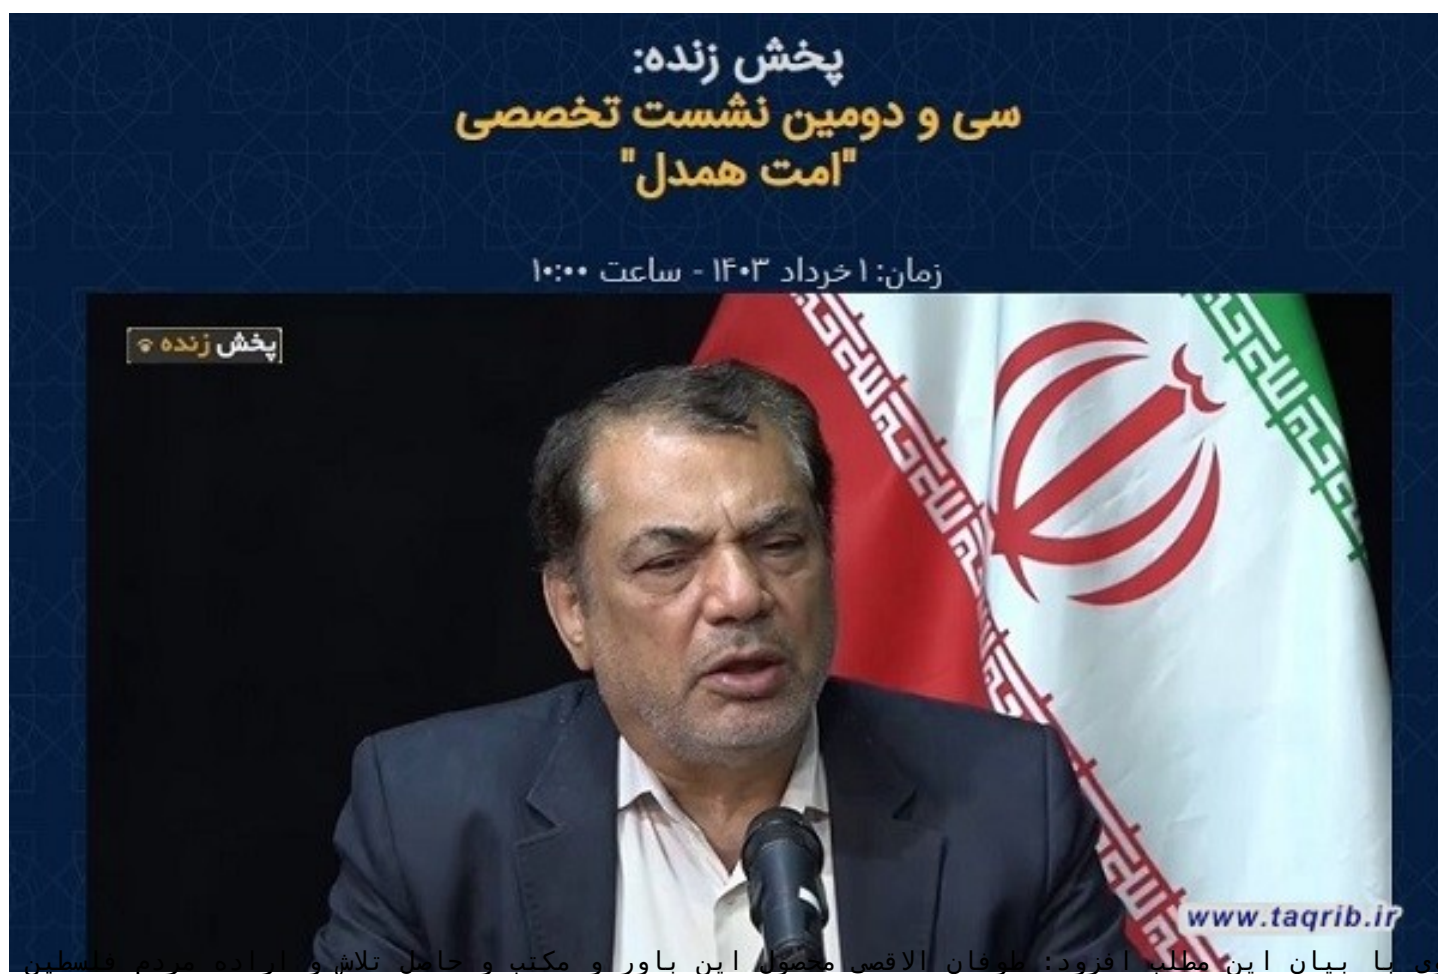 پخش زنده:
سی و دومین نشست تخصصی
"امت همدل"
زمان: ۱ خرداد ۱۴۰۳ - ساعت ۱۰:۰۰
پخش زنده
www.taqrib.ir
با بیان این مطلب افزود: طوفان الاقصی محصول این باور و مکتب و حاصل تلاش و اراده مردم فلسطین